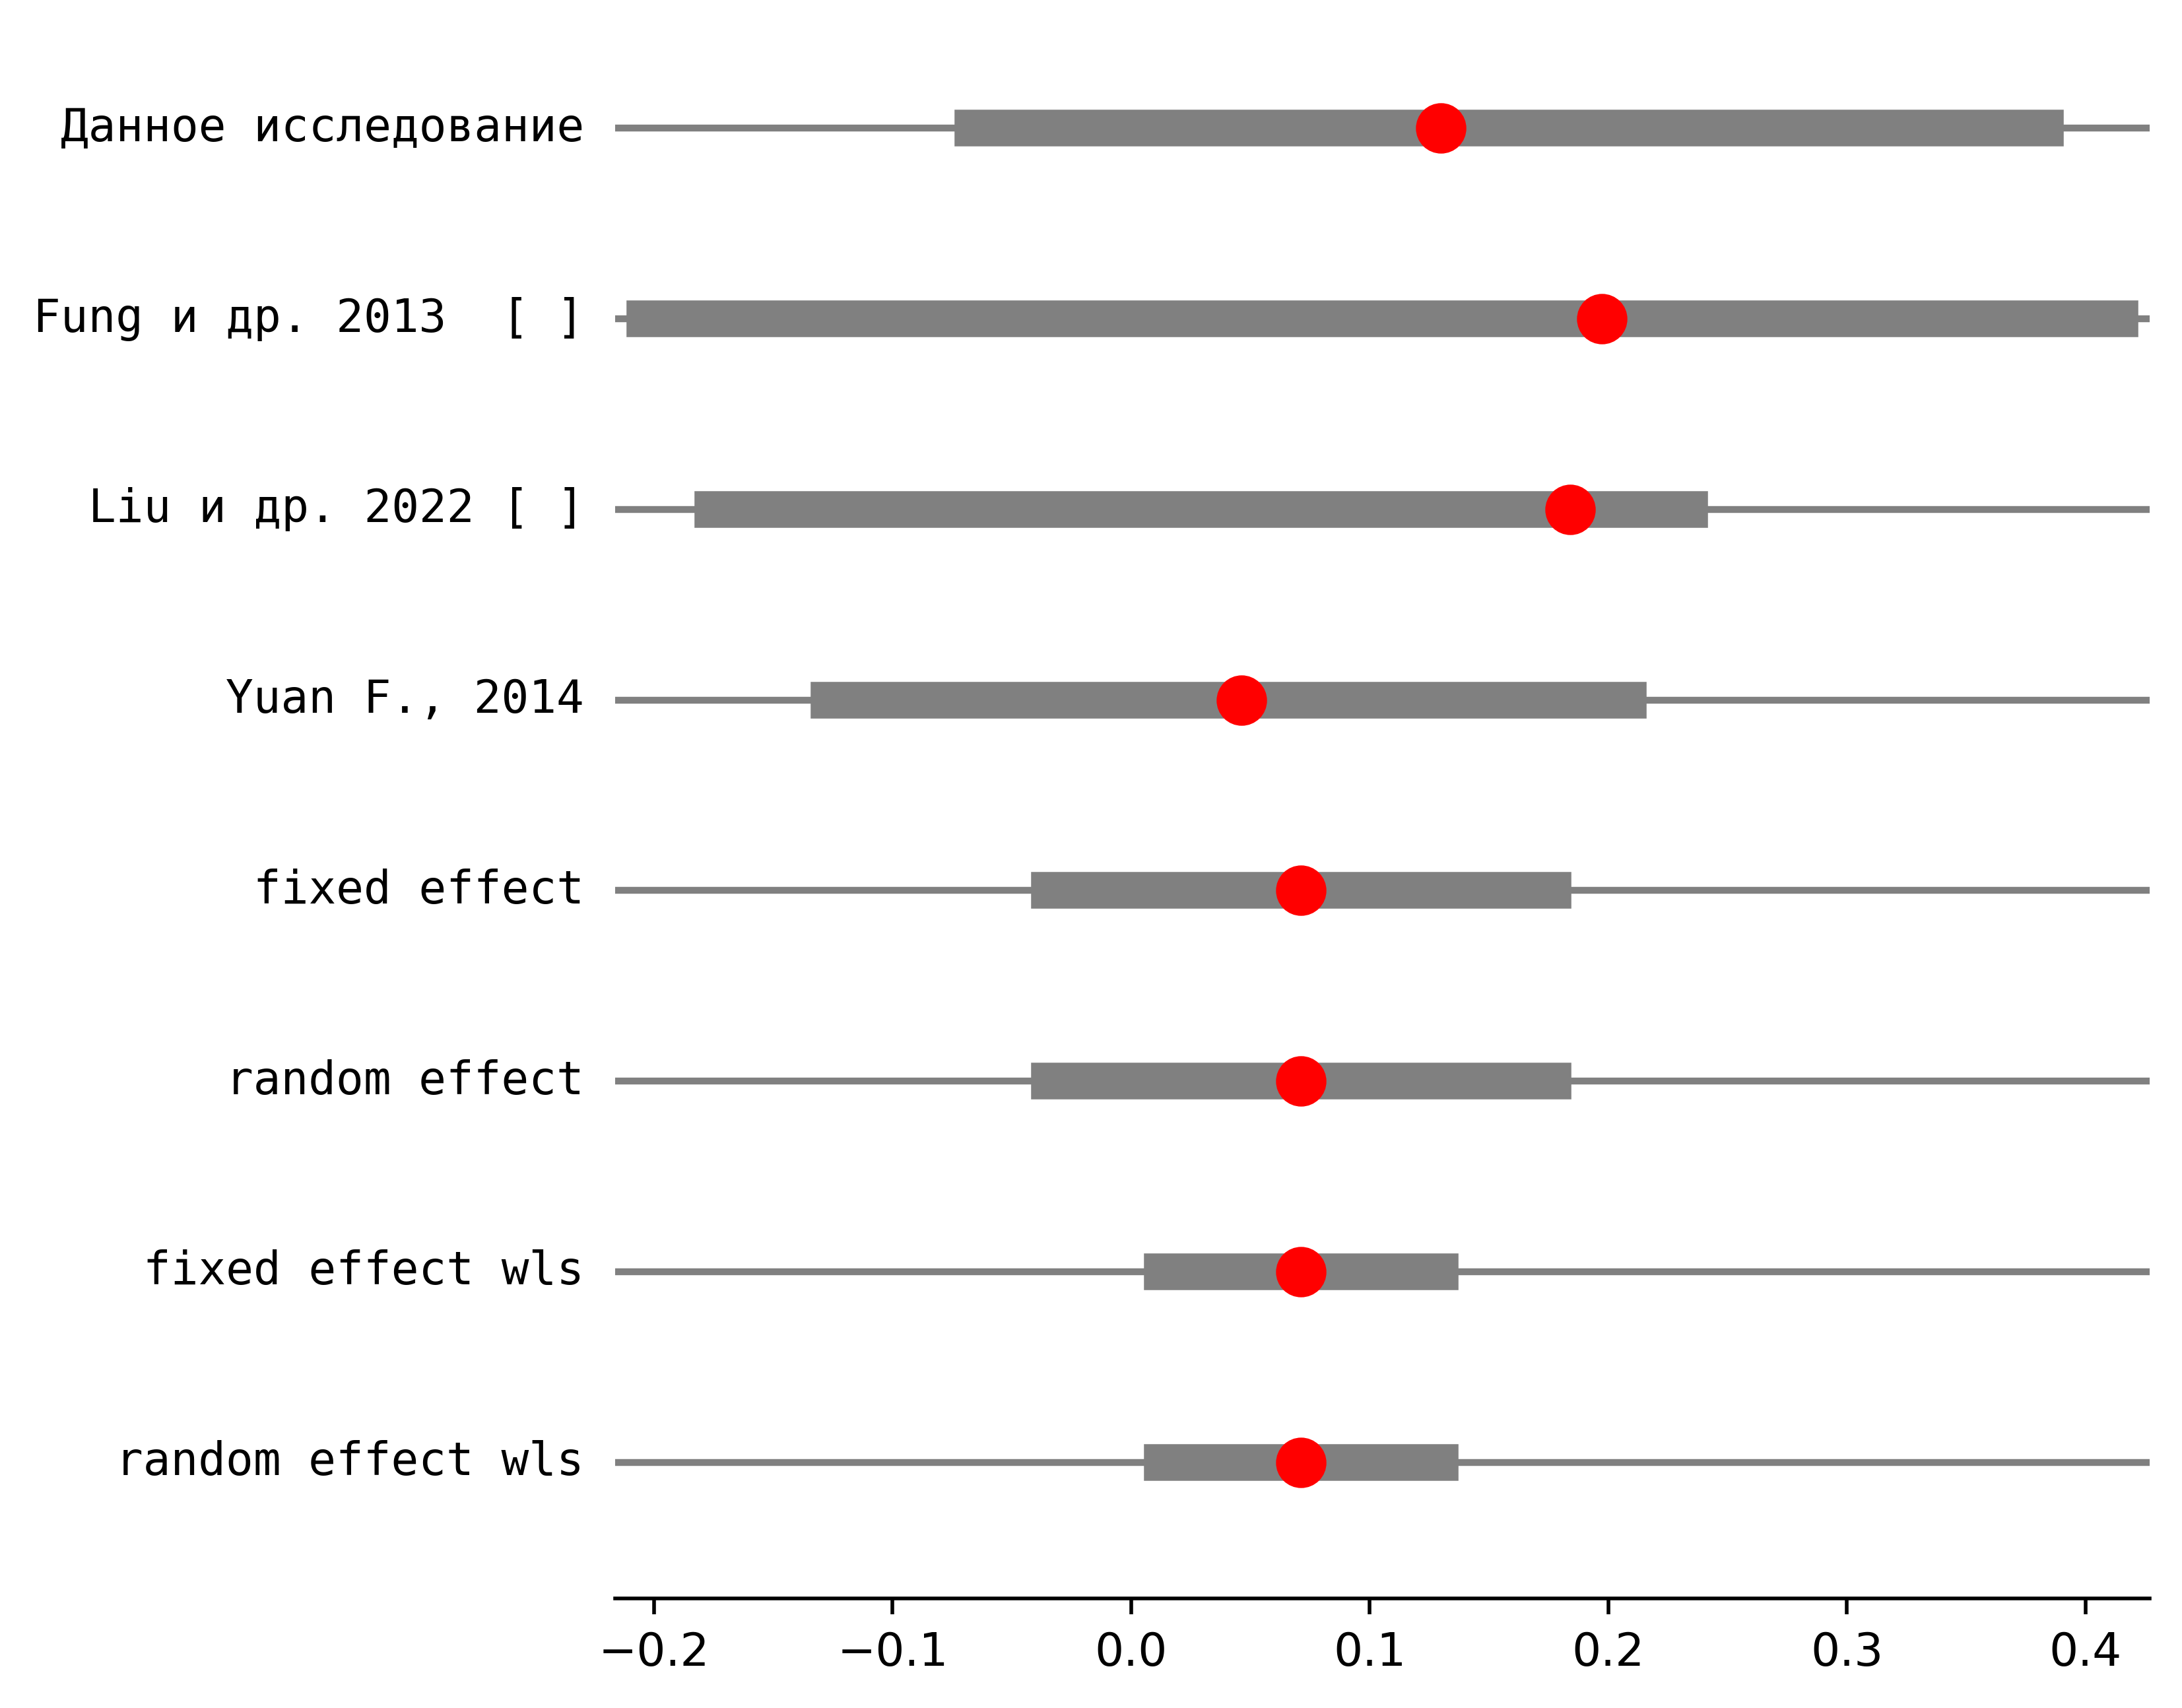 Данное исследование
Fung и др. 2013  [ ]
Liu и др. 2022 [ ]
Yuan F., 2014
fixed effect
random effect
fixed effect wls
random effect wls
−0.2 −0.1 0.0 0.1 0.2 0.3 0.4